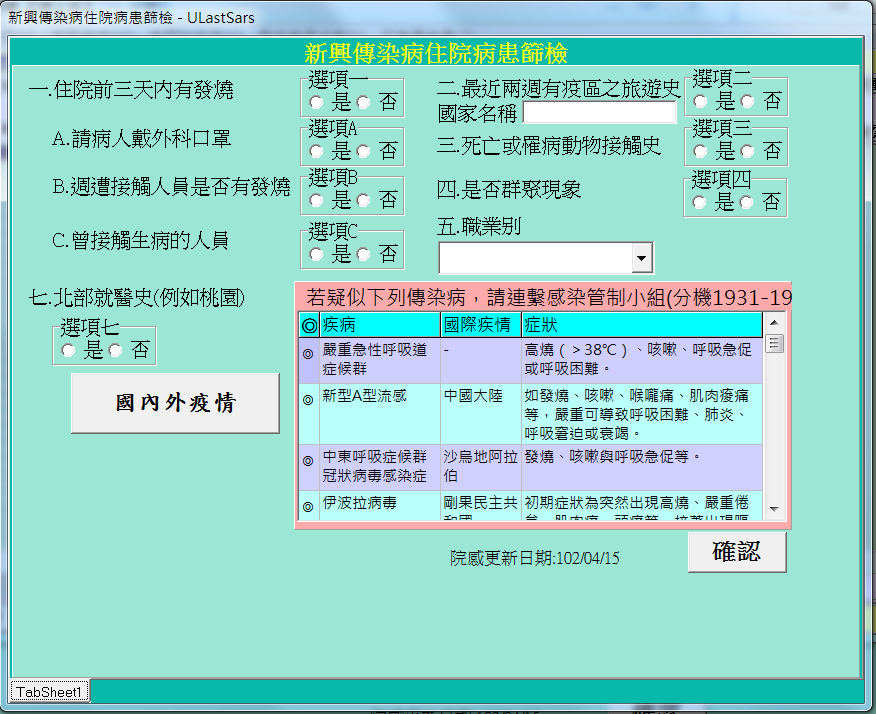 新興傳染病住院病患篩檢 - ULastSars
新興傳染病住院病患篩檢
一.住院前三天內有發燒
選項一
是 否
A.請病人戴外科口罩
選項A
是 否
B.週遭接觸人員是否有發燒
選項B
是 否
C.曾接觸生病的人員
選項C
是 否
二.最近兩週有疫區之旅遊史
選項二
是 否
國家名稱
三.死亡或罹病動物接觸史
選項三
是 否
四.是否群聚現象
選項四
是 否
五.職業別
七.北部就醫史(例如桃園)
選項七
是 否
國內外疫情
若疑似下列傳染病，請連繫感染管制小組(分機1931-19
◎ 疾病 國際疾情 症狀
◎ 嚴重急性呼吸道 - 高燒（＞38℃）、咳嗽、呼吸急促
症候群 或呼吸困難。
◎ 新型A型流感 中國大陸 如發燒、咳嗽、喉嚨痛、肌肉痠痛
等，嚴重可導致呼吸困難、肺炎、
呼吸窘迫或衰竭。
◎ 中東呼吸症候群 沙烏地阿拉 發燒、咳嗽與呼吸急促等。
冠狀病毒感染症 伯
◎ 伊波拉病毒 剛果民主共 初期症狀為突然出現高燒、嚴重倦
院感更新日期:102/04/15
確認
TabSheet1